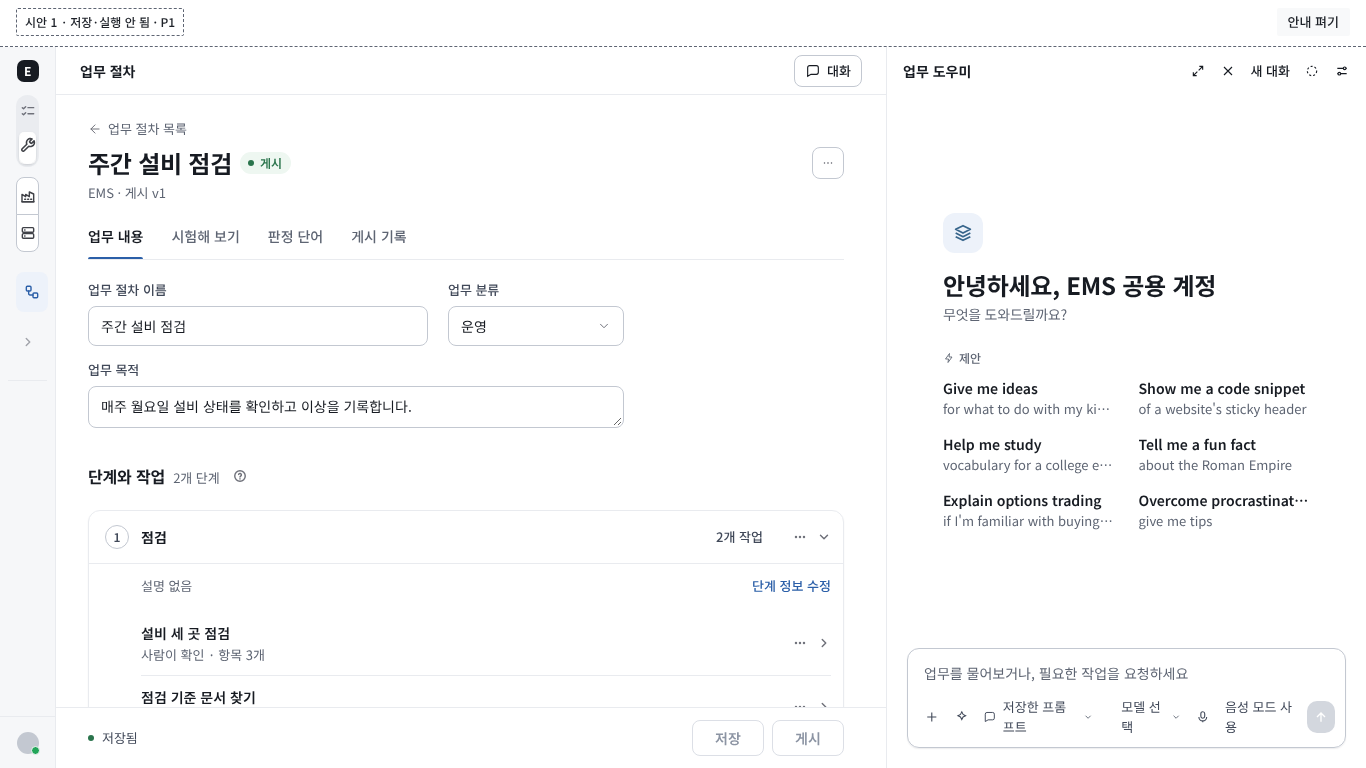 시안 1 · 저장·실행 안 됨 · P1
안내 펴기
E
업무 절차
대화
업무 절차 목록
주간 설비 점검
게시
EMS · 게시 v1
업무 내용
시험해 보기
판정 단어
게시 기록
업무 절차 이름
업무 분류
주간 설비 점검
운영
업무 목적
매주 월요일 설비 상태를 확인하고 이상을 기록합니다.
단계와 작업
2개 단계
1
점검
2개 작업
설명 없음
단계 정보 수정
설비 세 곳 점검
사람이 확인 · 항목 3개
점검 기준 문서 찾기
저장됨
저장
게시
업무 도우미
새 대화
안녕하세요, EMS 공용 계정
무엇을 도와드릴까요?
제안
Give me ideas
for what to do with my ki…
Show me a code snippet
of a website's sticky header
Help me study
vocabulary for a college e…
Tell me a fun fact
about the Roman Empire
Explain options trading
if I'm familiar with buying…
Overcome procrastinat…
give me tips
업무를 물어보거나, 필요한 작업을 요청하세요
저장한 프롬
프트
모델 선
택
음성 모드 사
용